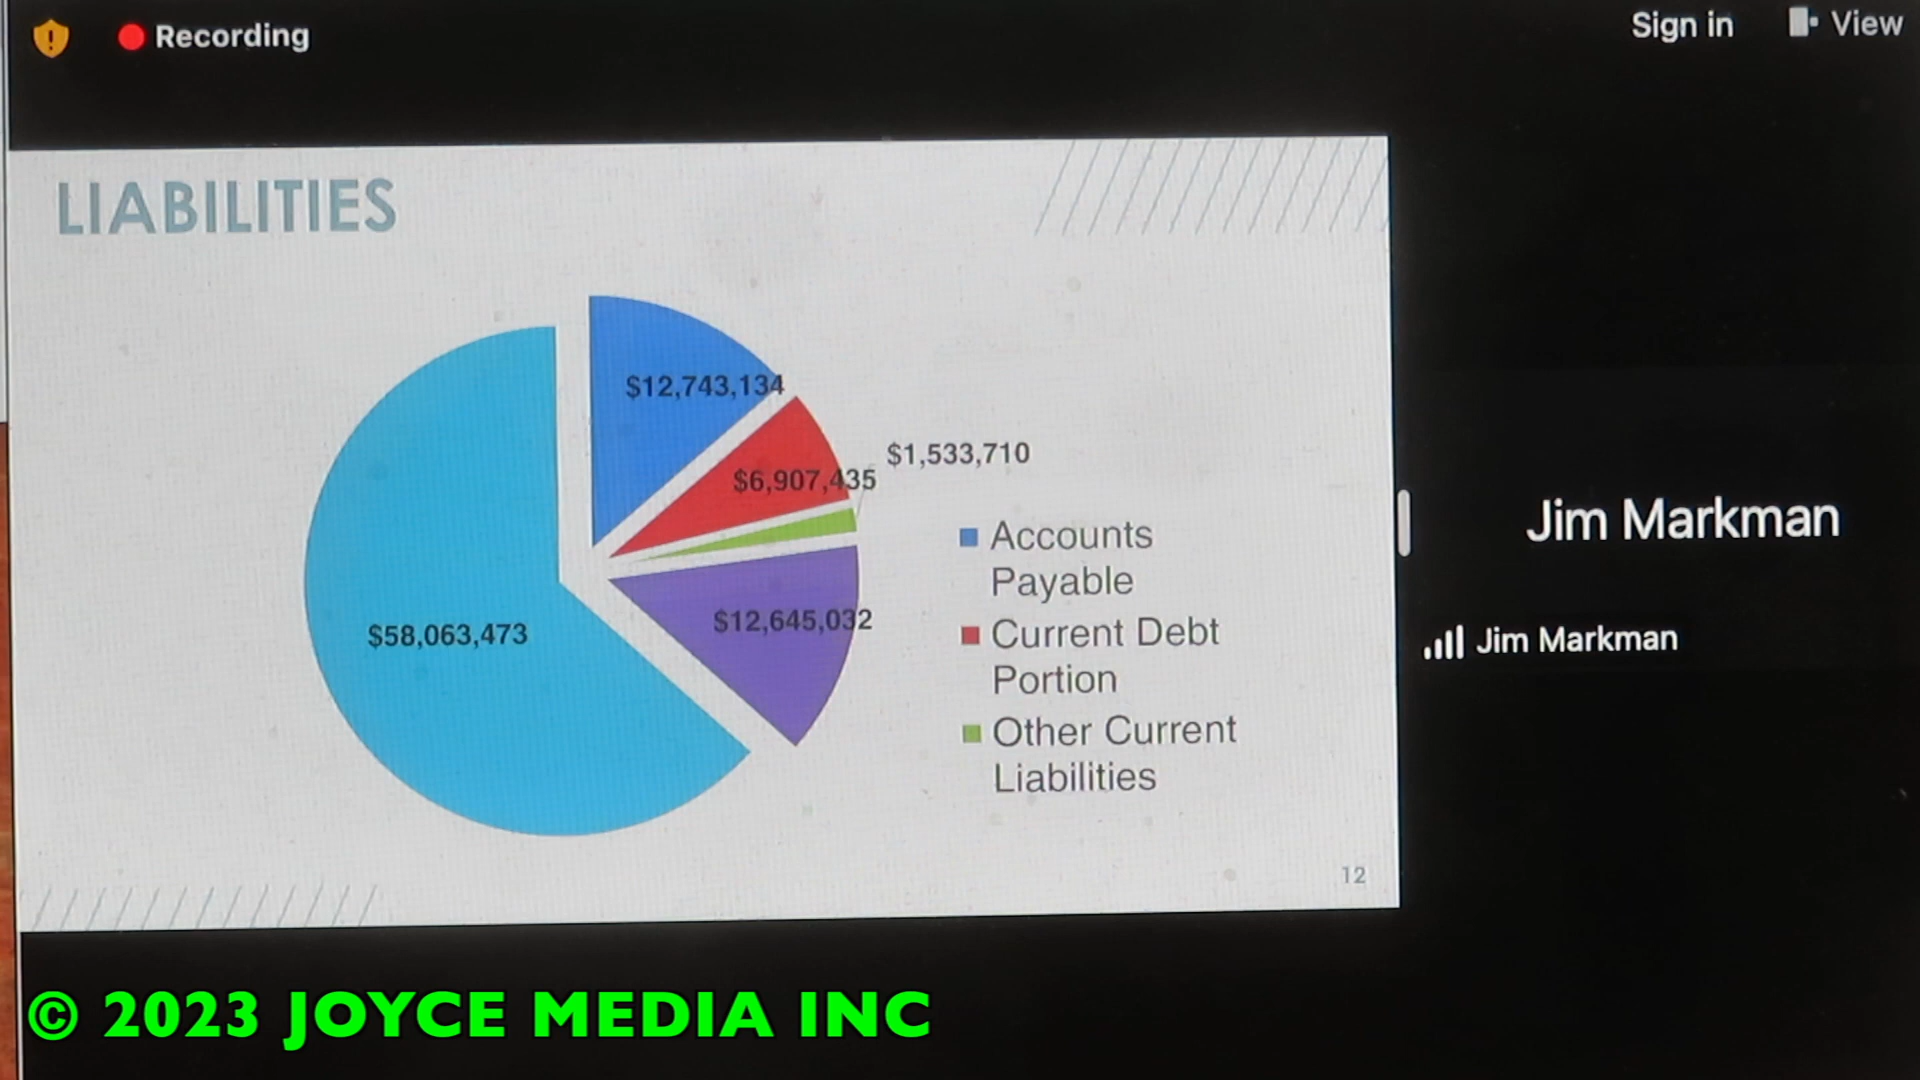 Recording
Sign in
View
LIABILITIES
$12,743,134
$1,533,710
$6,907,435
$12,645,032
$58,063,473
Accounts
Payable
Current Debt
Portion
Other Current
Liabilities
12
Jim Markman
Jim Markman
© 2023 JOYCE MEDIA INC